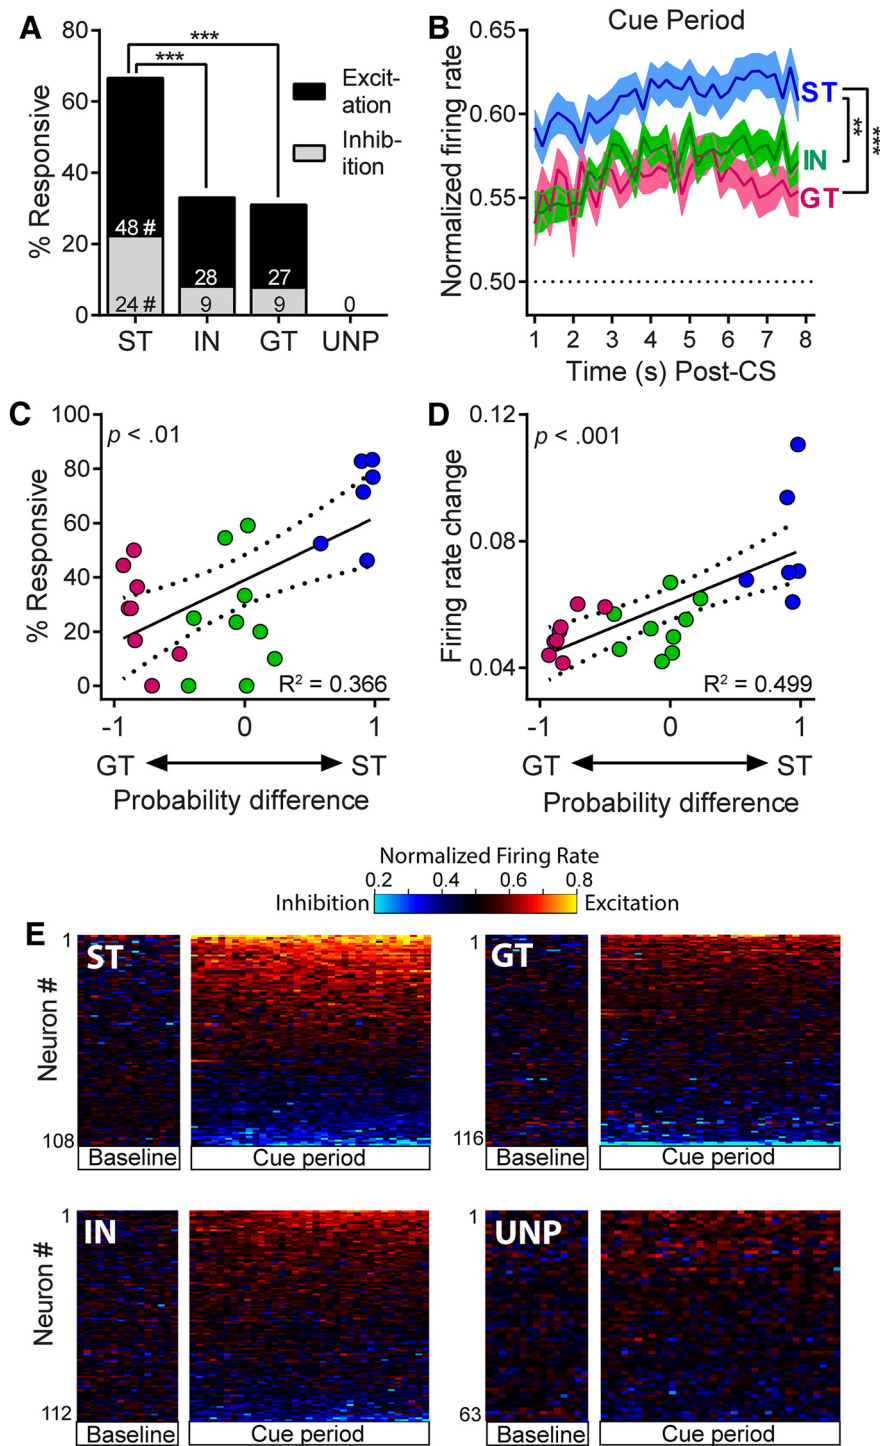 A
% Responsive
80
60
40
20
0
***
***
Excit-
ation
Inhib-
ition
48 #
24 #
28
9
27
9
0
ST IN GT UNP
B
Cue Period
Normalized firing rate
0.65
0.60
0.55
0.50
ST
IN
GT
**
***
1 2 3 4 5 6 7 8
Time (s) Post-CS
C
p < .01
% Responsive
100
80
60
40
20
0
R² = 0.366
-1 0 1
GT ST
Probability difference
D
p < .001
Firing rate change
0.12
0.08
0.04
R² = 0.499
-1 0 1
GT ST
Probability difference
Normalized Firing Rate
0.2 0.4 0.6 0.8
Inhibition Excitation
E
Neuron #
1
ST
108
Baseline Cue period
1
GT
116
Baseline Cue period
Neuron #
1
IN
112
Baseline Cue period
1
UNP
63
Baseline Cue period